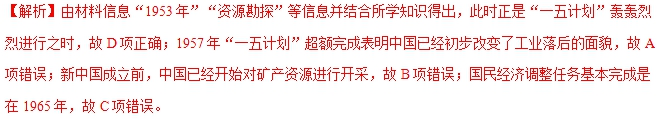 【解析】由材料信息“1953年”“资源勘探”等信息并结合所学知识得出，此时正是“一五计划”轰轰烈
烈进行之时，故D项正确；1957年“一五计划”超额完成表明中国已经初步改变了工业落后的面貌，故A
项错误；新中国成立前，中国已经开始对矿产资源进行开采，故B项错误；国民经济调整任务基本完成是
在1965年，故C项错误。